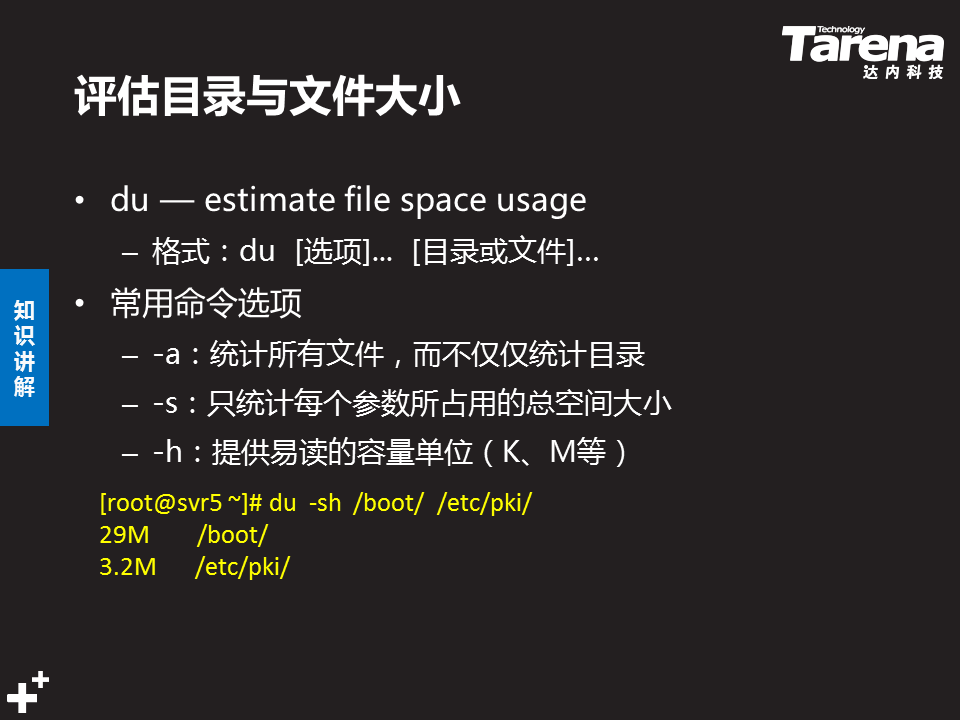 Technology
Tarena
达内科技
评估目录与文件大小
• du — estimate file space usage
– 格式：du [选项]... [目录或文件]...
• 常用命令选项
– -a：统计所有文件，而不仅仅统计目录
– -s：只统计每个参数所占用的总空间大小
– -h：提供易读的容量单位（K、M等）
知识讲解
[root@svr5 ~]# du -sh /boot/ /etc/pki/
29M /boot/
3.2M /etc/pki/